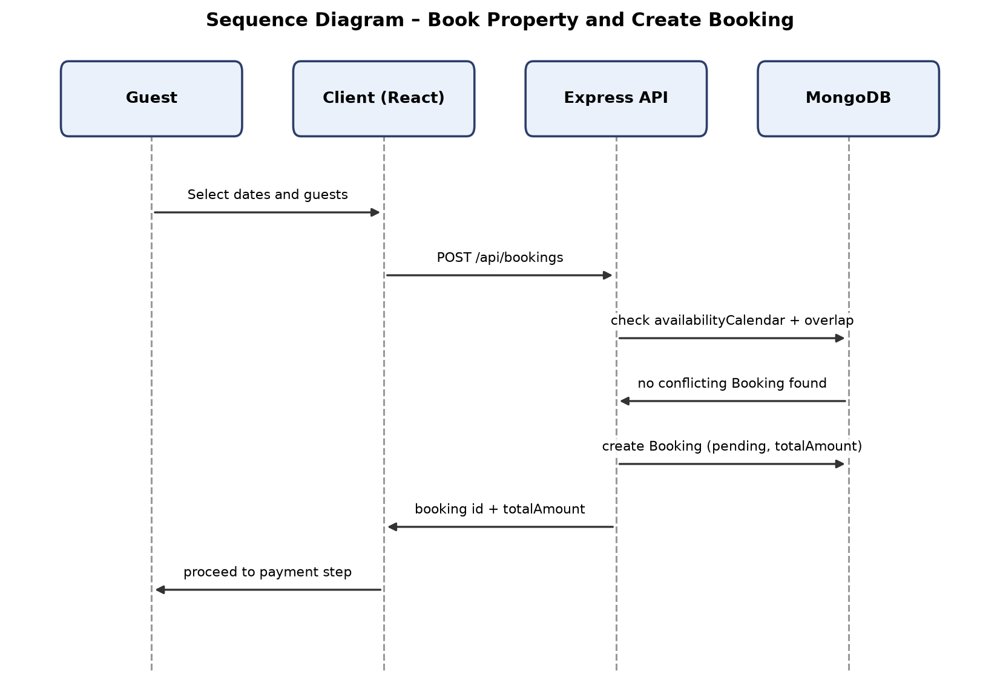 Sequence Diagram – Book Property and Create Booking
Guest
Client (React)
Express API
MongoDB
Select dates and guests
POST /api/bookings
check availabilityCalendar + overlap
no conflicting Booking found
create Booking (pending, totalAmount)
booking id + totalAmount
proceed to payment step